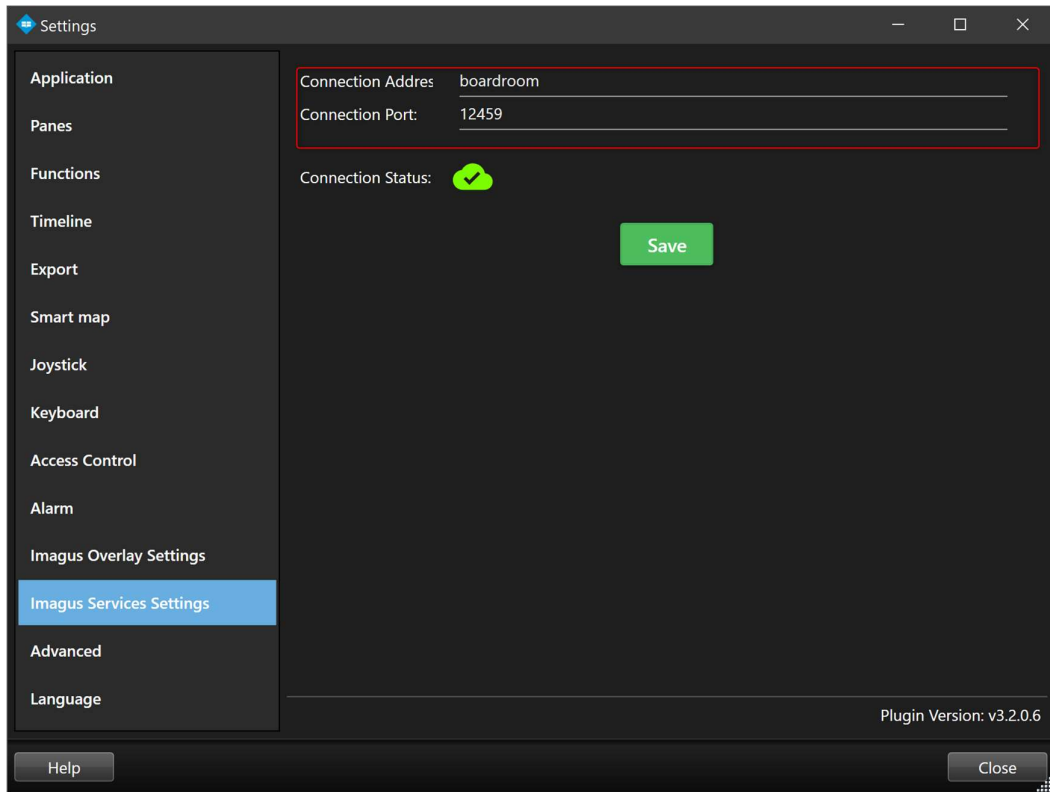 Settings
Application
Panes
Functions
Timeline
Export
Smart map
Joystick
Keyboard
Access Control
Alarm
Imagus Overlay Settings
Imagus Services Settings
Advanced
Language
Connection Addres boardroom
Connection Port: 12459
Connection Status:
Save
Plugin Version: v3.2.0.6
Help
Close